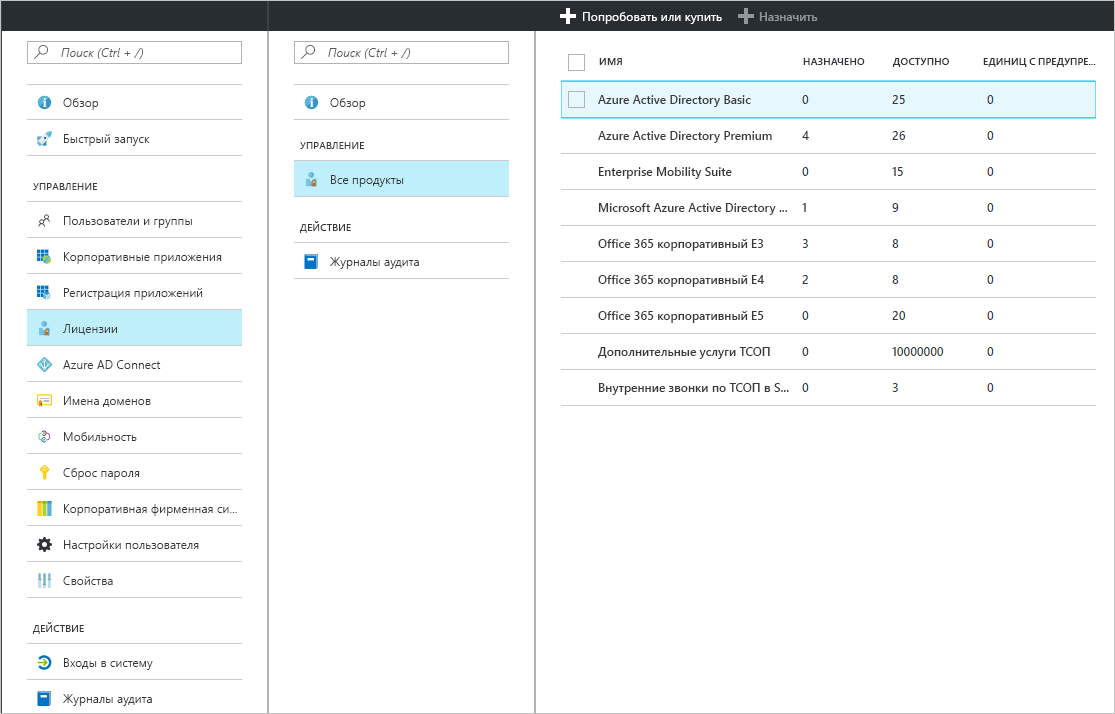 Попробовать или купить Назначить
Поиск (Ctrl + /)
Обзор
Быстрый запуск
УПРАВЛЕНИЕ
Пользователи и группы
Корпоративные приложения
Регистрация приложений
Лицензии
Azure AD Connect
Имена доменов
Мобильность
Сброс пароля
Корпоративная фирменная си...
Настройки пользователя
Свойства
ДЕЙСТВИЕ
Входы в систему
Журналы аудита
Поиск (Ctrl + /)
Обзор
УПРАВЛЕНИЕ
Все продукты
ДЕЙСТВИЕ
Журналы аудита
ИМЯ НАЗНАЧЕНО ДОСТУПНО ЕДИНИЦ С ПРЕДУПРЕ...
Azure Active Directory Basic 0 25 0
Azure Active Directory Premium 4 26 0
Enterprise Mobility Suite 0 15 0
Microsoft Azure Active Directory ... 1 9 0
Office 365 корпоративный E3 3 8 0
Office 365 корпоративный E4 2 8 0
Office 365 корпоративный E5 0 20 0
Дополнительные услуги ТСОП 0 10000000 0
Внутренние звонки по ТСОП в S... 0 3 0